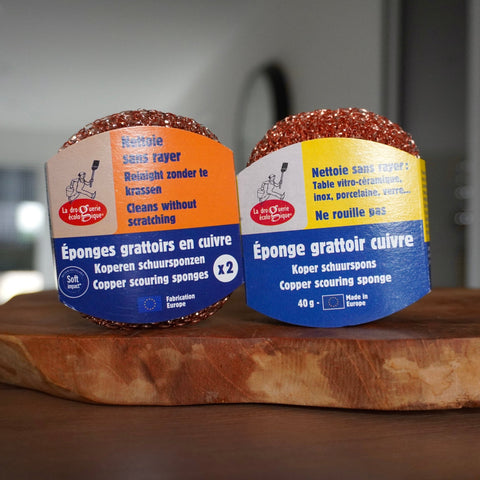 Nettoie
sans rayer
Reinigt zonder te
krassen
Cleans without
scratching
La droguerie
écologique®
Éponges grattoirs en cuivre
Koperen schuursponzen
Copper scouring sponges
x2
Soft
impact
Fabrication
Europe
Nettoie sans rayer :
Table vitro-céramique,
inox, porcelaine, verre...
Ne rouille pas
La droguerie
écologique®
Éponge grattoir cuivre
Koper schuurspons
Copper scouring sponge
40 g -
Made in
Europe